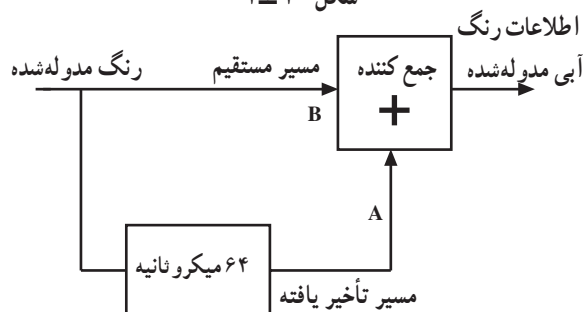 اطلاعات رنگ
آبی مدوله‌شده
جمع کننده
+
مسیر مستقیم
رنگ مدوله‌شده
B
A
۶۴ میکروثانیه
مسیر تأخیر یافته